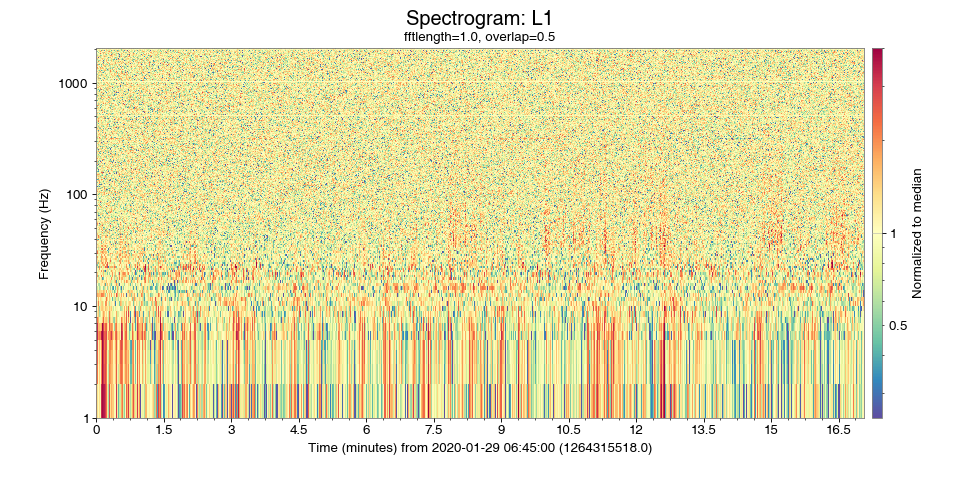 Spectrogram: L1
fftlength=1.0, overlap=0.5
1000
100
10
1
Frequency (Hz)
0 1.5 3 4.5 6 7.5 9 10.5 12 13.5 15 16.5
Time (minutes) from 2020-01-29 06:45:00 (1264315518.0)
1
0.5
Normalized to median